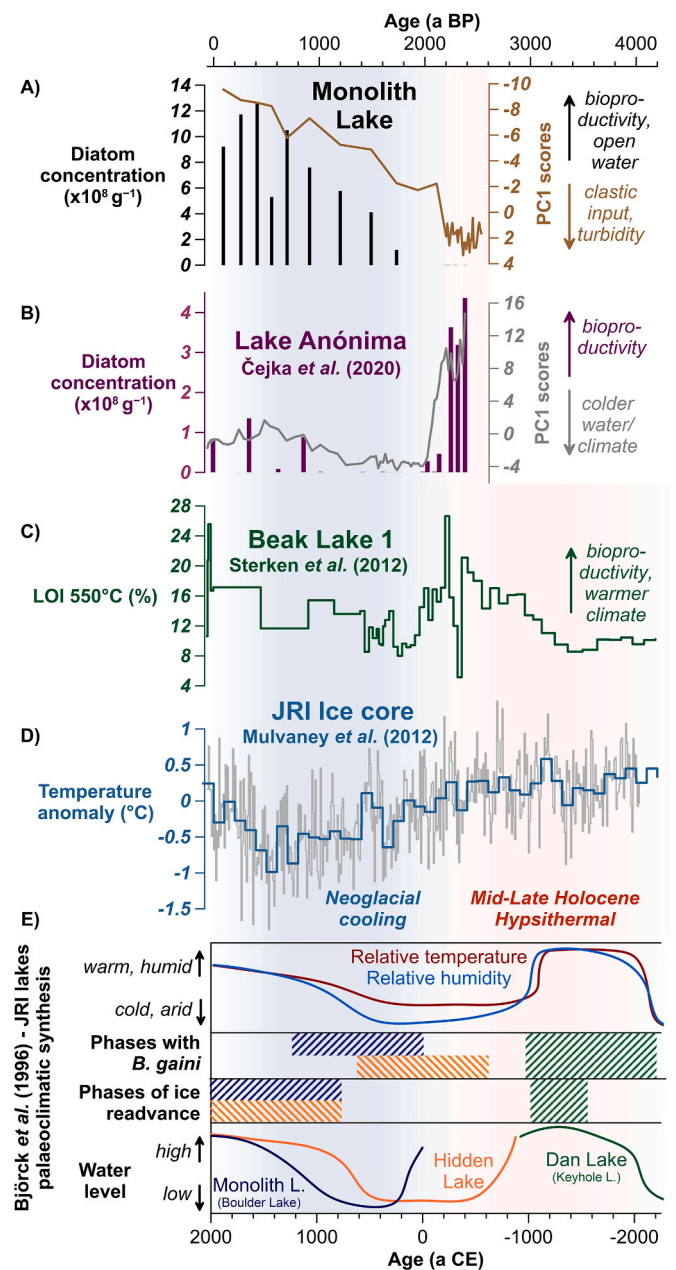 Age (a BP)
0 1000 2000 3000 4000
A)
Monolith
Lake
Diatom
concentration
(x10⁸ g⁻¹)
14
12
10
8
6
4
2
0
-10
-8
-6
-4
-2
0
2
4
PC1 scores
biopro-
ductivity,
open
water
clastic
input,
turbidity
B)
Lake Anónima
Čejka et al. (2020)
Diatom
concentration
(x10⁸ g⁻¹)
4
3
2
1
0
16
12
8
4
0
-4
PC1 scores
biopro-
ductivity
colder
water/
climate
C)
Beak Lake 1
Sterken et al. (2012)
LOI 550°C (%)
28
24
20
16
12
8
4
biopro-
ductivity,
warmer
climate
D)
JRI Ice core
Mulvaney et al. (2012)
Temperature
anomaly (°C)
1
0.5
0
-0.5
-1
-1.5
Neoglacial
cooling
Mid-Late Holocene
Hypsithermal
E)
Björck et al. (1996) - JRI lakes
palaeoclimatic synthesis
warm, humid
cold, arid
Relative temperature
Relative humidity
Phases with
B. gaini
Phases of ice
readvance
Water
level
high
low
Monolith L.
(Boulder Lake)
Hidden
Lake
Dan Lake
(Keyhole L.)
2000 1000 0 -1000 -2000
Age (a CE)